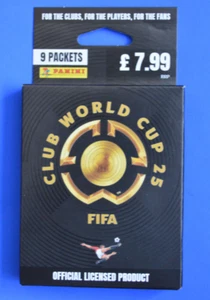 FOR THE CLUBS, FOR THE PLAYERS, FOR THE FANS
9 PACKETS
PANINI
£7.99
RRP
CLUB WORLD CUP 25
FIFA
OFFICIAL LICENSED PRODUCT